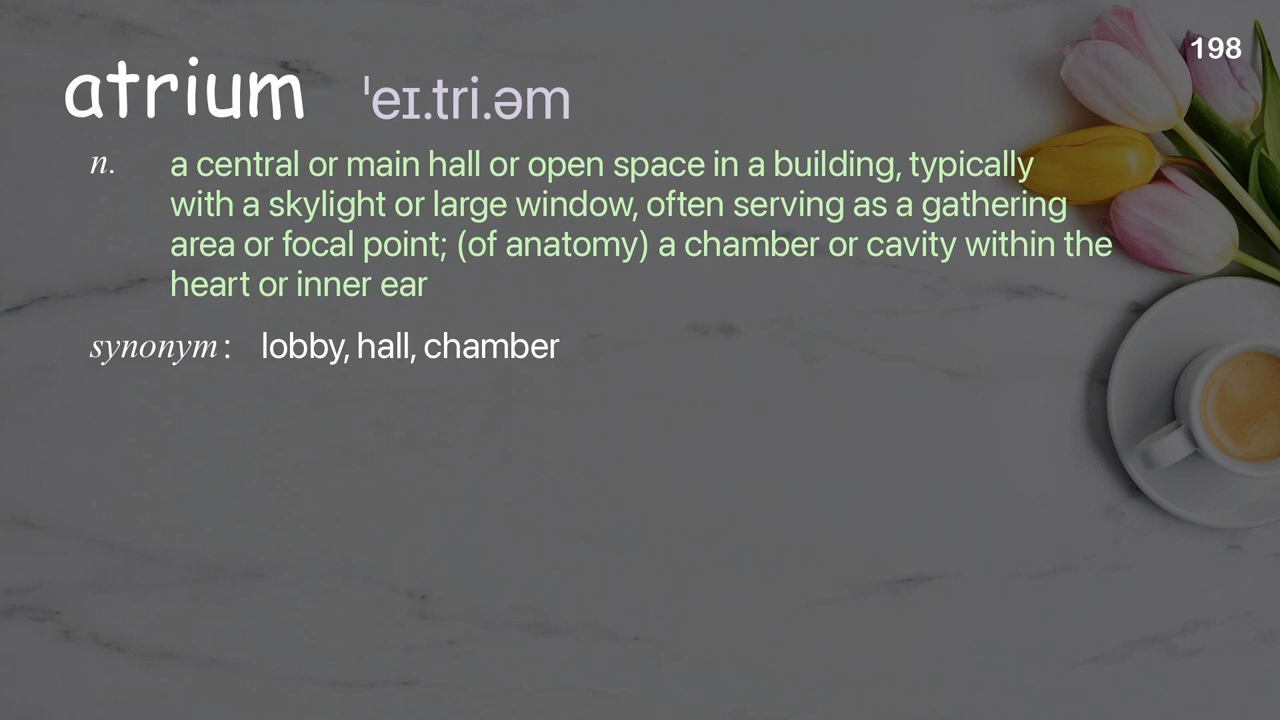 198
atrium ˈeɪ.tri.əm
n. a central or main hall or open space in a building, typically
with a skylight or large window, often serving as a gathering
area or focal point; (of anatomy) a chamber or cavity within the
heart or inner ear
synonym: lobby, hall, chamber